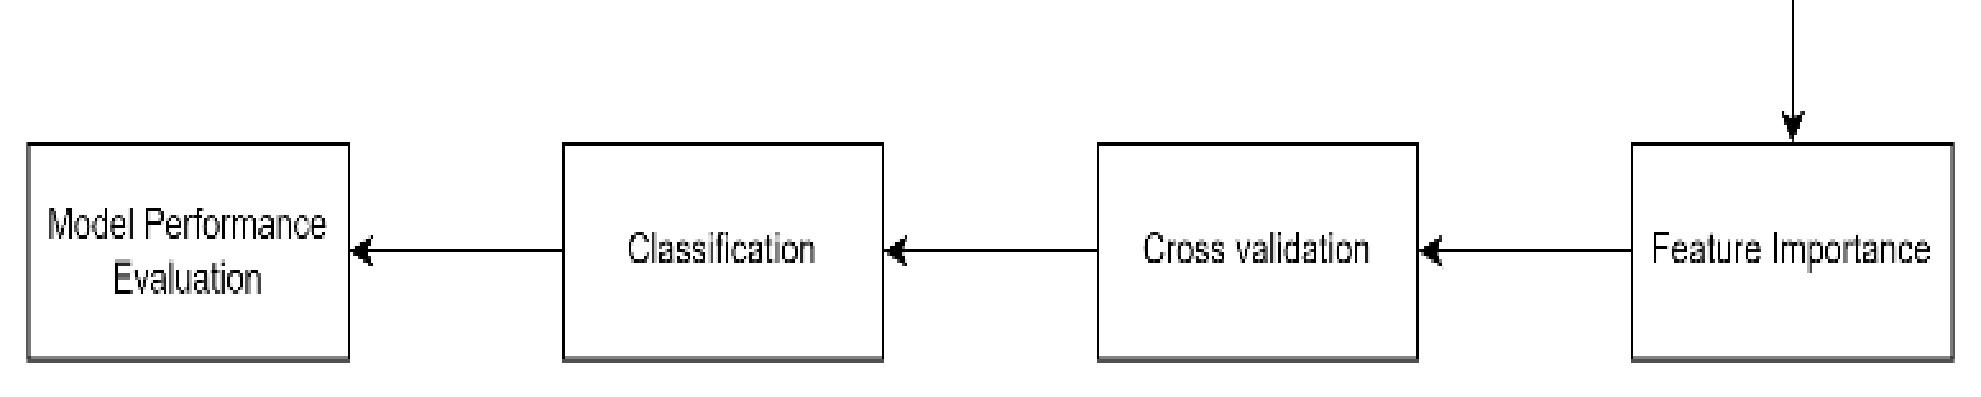 Model Performance
Evaluation
Classification
Cross validation
Feature Importance